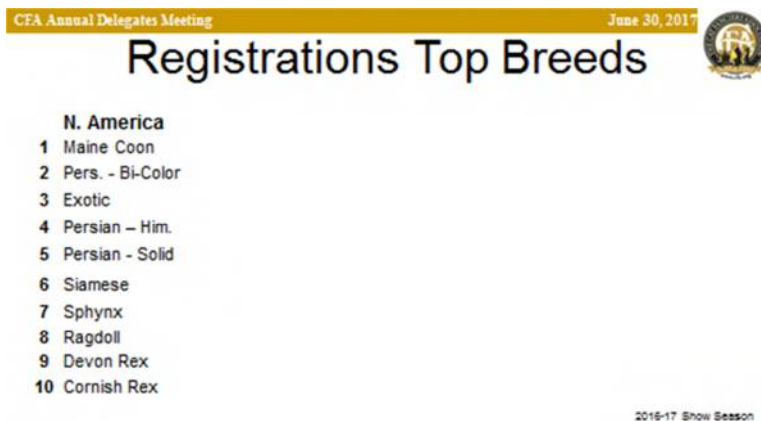 CFA Annual Delegates Meeting June 30, 2017
Registrations Top Breeds
N. America
1 Maine Coon
2 Pers. - Bi-Color
3 Exotic
4 Persian – Him.
5 Persian - Solid
6 Siamese
7 Sphynx
8 Ragdoll
9 Devon Rex
10 Cornish Rex
2016-17 Show Season